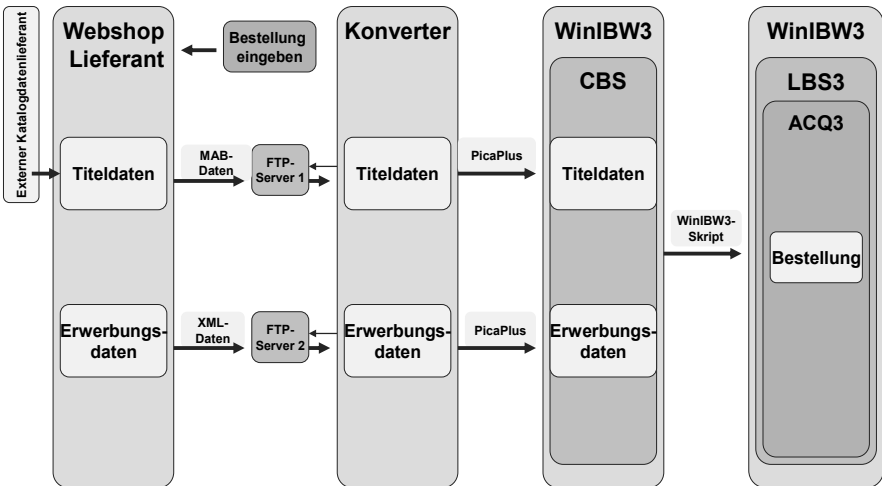 Externer Katalogdatenlieferant
Webshop
Lieferant
Bestellung
eingeben
Konverter
WinIBW3
CBS
WinIBW3
LBS3
ACQ3
Titeldaten
MAB-
Daten
FTP-
Server 1
Titeldaten
PicaPlus
Titeldaten
WinIBW3-
Skript
Bestellung
Erwerbungs-
daten
XML-
Daten
FTP-
Server 2
Erwerbungs-
daten
PicaPlus
Erwerbungs-
daten